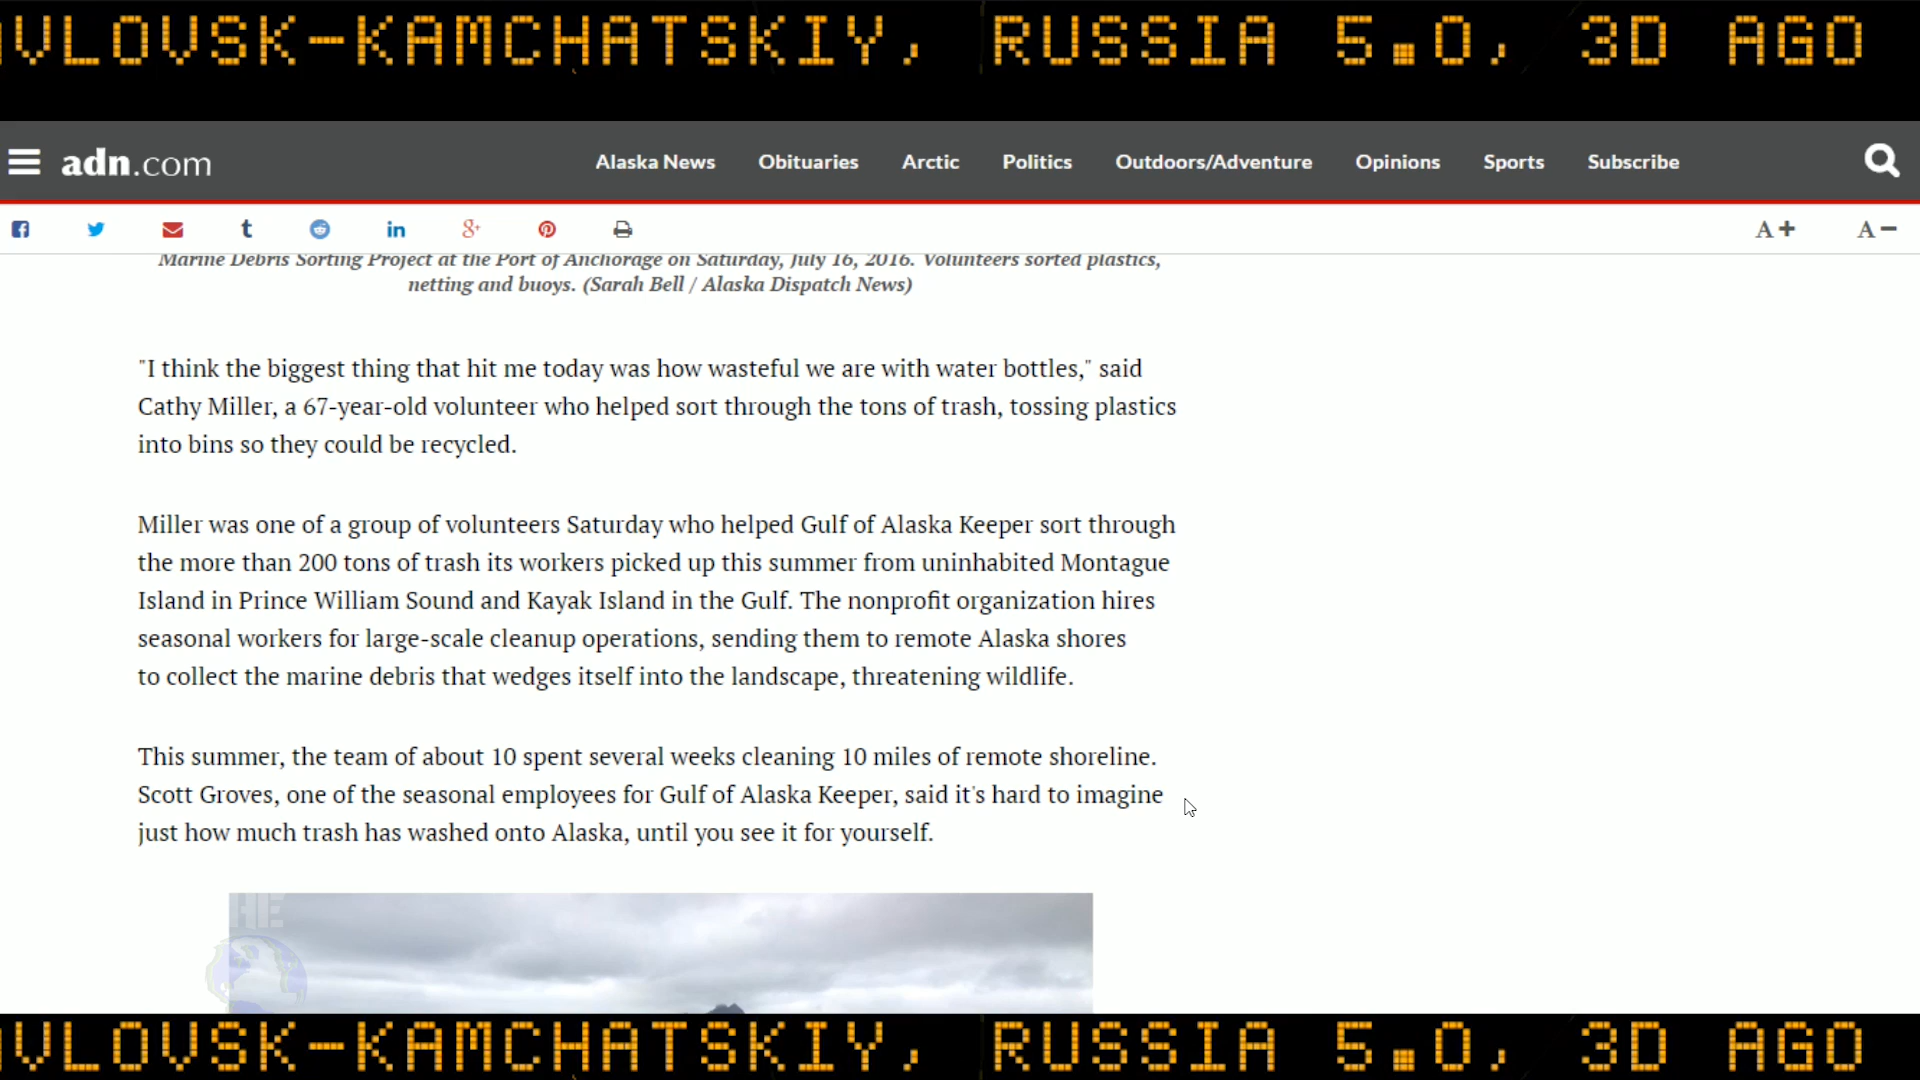 AVLOVSK-KAMCHATSKIY, RUSSIA 5.0, 3D AGO
adn.com
Alaska News Obituaries Arctic Politics Outdoors/Adventure Opinions Sports Subscribe
A+ A-
Marine Debris Sorting Project at the Port of Anchorage on Saturday, July 16, 2016. Volunteers sorted plastics,
netting and buoys. (Sarah Bell / Alaska Dispatch News)
"I think the biggest thing that hit me today was how wasteful we are with water bottles," said
Cathy Miller, a 67-year-old volunteer who helped sort through the tons of trash, tossing plastics
into bins so they could be recycled.
Miller was one of a group of volunteers Saturday who helped Gulf of Alaska Keeper sort through
the more than 200 tons of trash its workers picked up this summer from uninhabited Montague
Island in Prince William Sound and Kayak Island in the Gulf. The nonprofit organization hires
seasonal workers for large-scale cleanup operations, sending them to remote Alaska shores
to collect the marine debris that wedges itself into the landscape, threatening wildlife.
This summer, the team of about 10 spent several weeks cleaning 10 miles of remote shoreline.
Scott Groves, one of the seasonal employees for Gulf of Alaska Keeper, said it's hard to imagine
just how much trash has washed onto Alaska, until you see it for yourself.
HE
AVLOVSK-KAMCHATSKIY, RUSSIA 5.0, 3D AGO